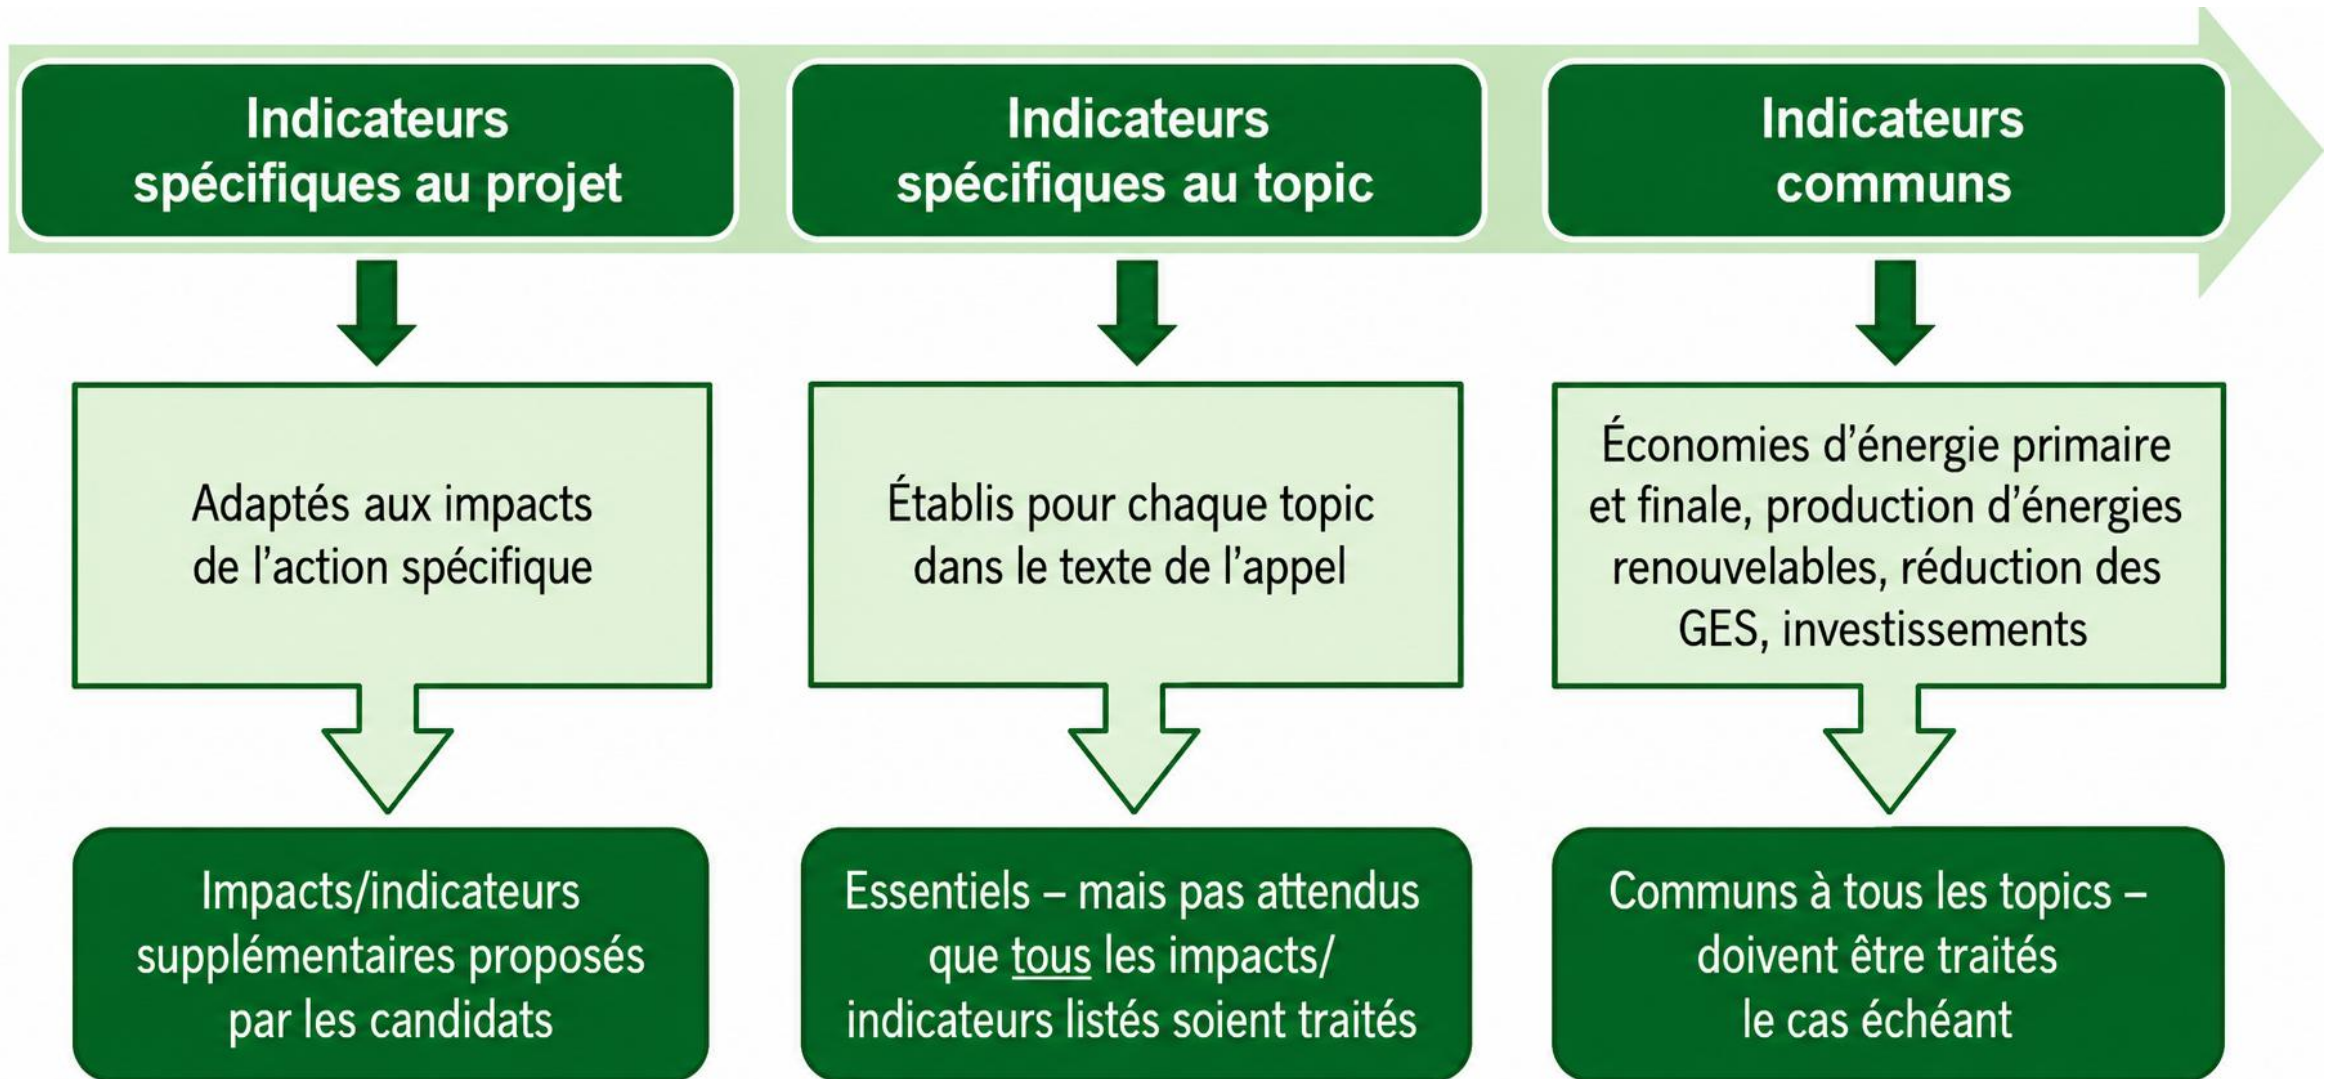 Indicateurs
spécifiques au projet
Indicateurs
spécifiques au topic
Indicateurs
communs
Adaptés aux impacts
de l’action spécifique
Établis pour chaque topic
dans le texte de l’appel
Économies d’énergie primaire
et finale, production d’énergies
renouvelables, réduction des
GES, investissements
Impacts/indicateurs
supplémentaires proposés
par les candidats
Essentiels – mais pas attendus
que tous les impacts/
indicateurs listés soient traités
Communs à tous les topics –
doivent être traités
le cas échéant